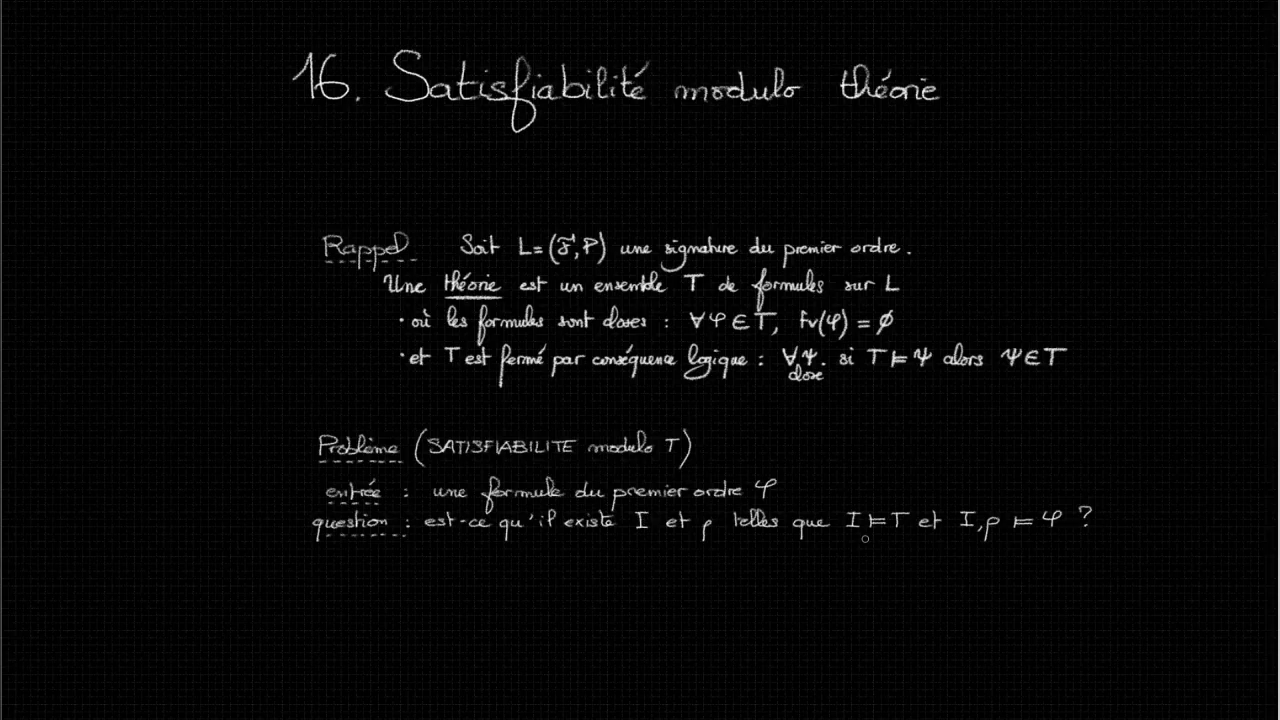 16. Satisfiabilité modulo théorie
Rappel Soit L=(F,P) une signature du premier ordre.
Une théorie est un ensemble T de formules sur L
• où les formules sont closes : ∀φ∈T, fv(φ) = ∅
• et T est fermé par conséquence logique : ∀ψ. si T ⊨ ψ alors ψ∈T
close
Problème (SATISFIABILITE modulo T)
entrée : une formule du premier ordre φ
question : est-ce qu'il existe I et ρ telles que I ⊨ T et I,ρ ⊨ φ ?